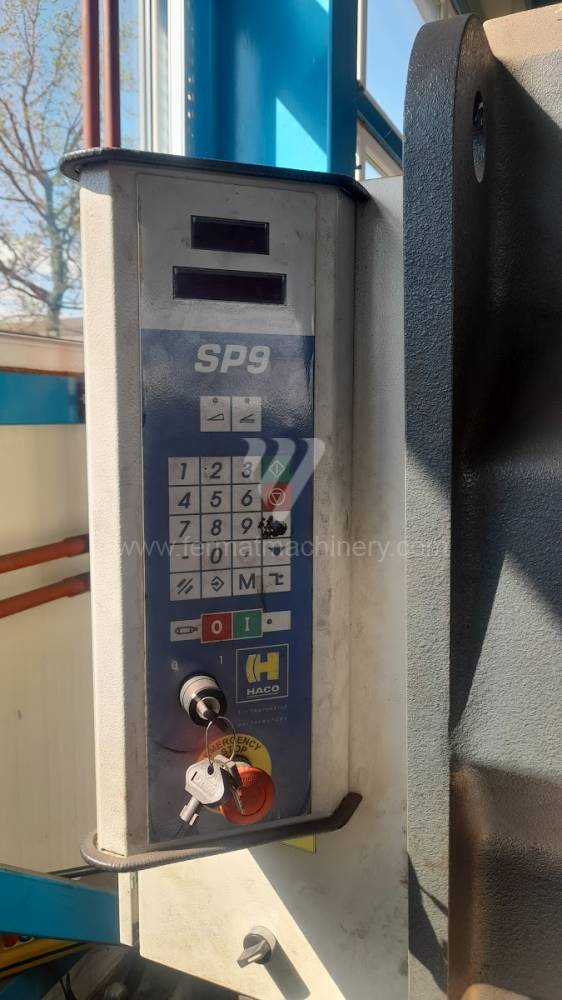 SP9
1 2 3
4 5 6
7 8 9
www.fermatmachinery.com
- 0
M
0 I
0 1
HACO
EMERGENCY
STOP